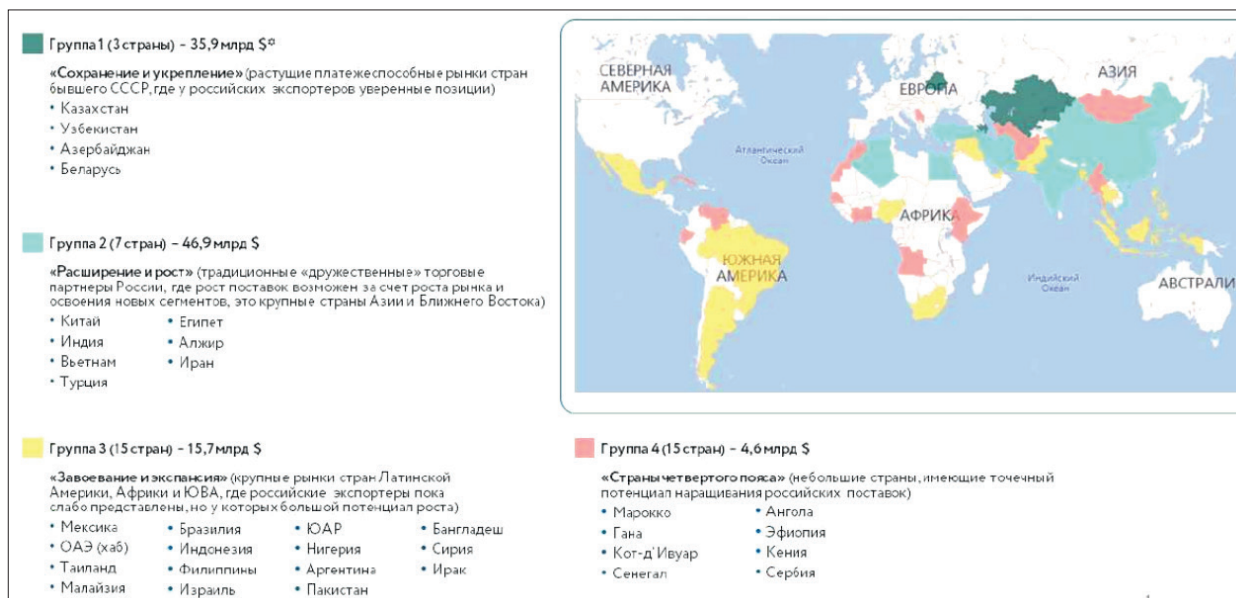 Группа 1 (3 страны) – 35,9 млрд $¤
«Сохранение и укрепление» (растущие платежеспособные рынки стран
бывшего СССР, где у российских экспортеров уверенные позиции)
• Казахстан
• Узбекистан
• Азербайджан
• Беларусь
Группа 2 (7 стран) – 46,9 млрд $
«Расширение и рост» (традиционные «дружественные» торговые
партнеры России, где рост поставок возможен за счет роста рынка и
освоения новых сегментов, это крупные страны Азии и Ближнего Востока)
• Китай
• Индия
• Вьетнам
• Турция
• Египет
• Алжир
• Иран
СЕВЕРНАЯ
АМЕРИКА
ЕВРОПА
АЗИЯ
Атлантический
Океан
АФРИКА
ЮЖНАЯ
АМЕРИКА
Индийский
Океан
АВСТРАЛИ
Группа 3 (15 стран) – 15,7 млрд $
«Завоевание и экспансия» (крупные рынки стран Латинской
Америки, Африки и ЮВА, где российские экспортеры пока
слабо представлены, но у которых большой потенциал роста)
• Мексика
• ОАЭ (хаб)
• Таиланд
• Малайзия
• Бразилия
• Индонезия
• Филиппины
• Израиль
• ЮАР
• Нигерия
• Аргентина
• Пакистан
• Бангладеш
• Сирия
• Ирак
Группа 4 (15 стран) – 4,6 млрд $
«Страны четвертого пояса» (небольшие страны, имеющие точечный
потенциал наращивания российских поставок)
• Марокко
• Гана
• Кот-д'Ивуар
• Сенегал
• Ангола
• Эфиопия
• Кения
• Сербия